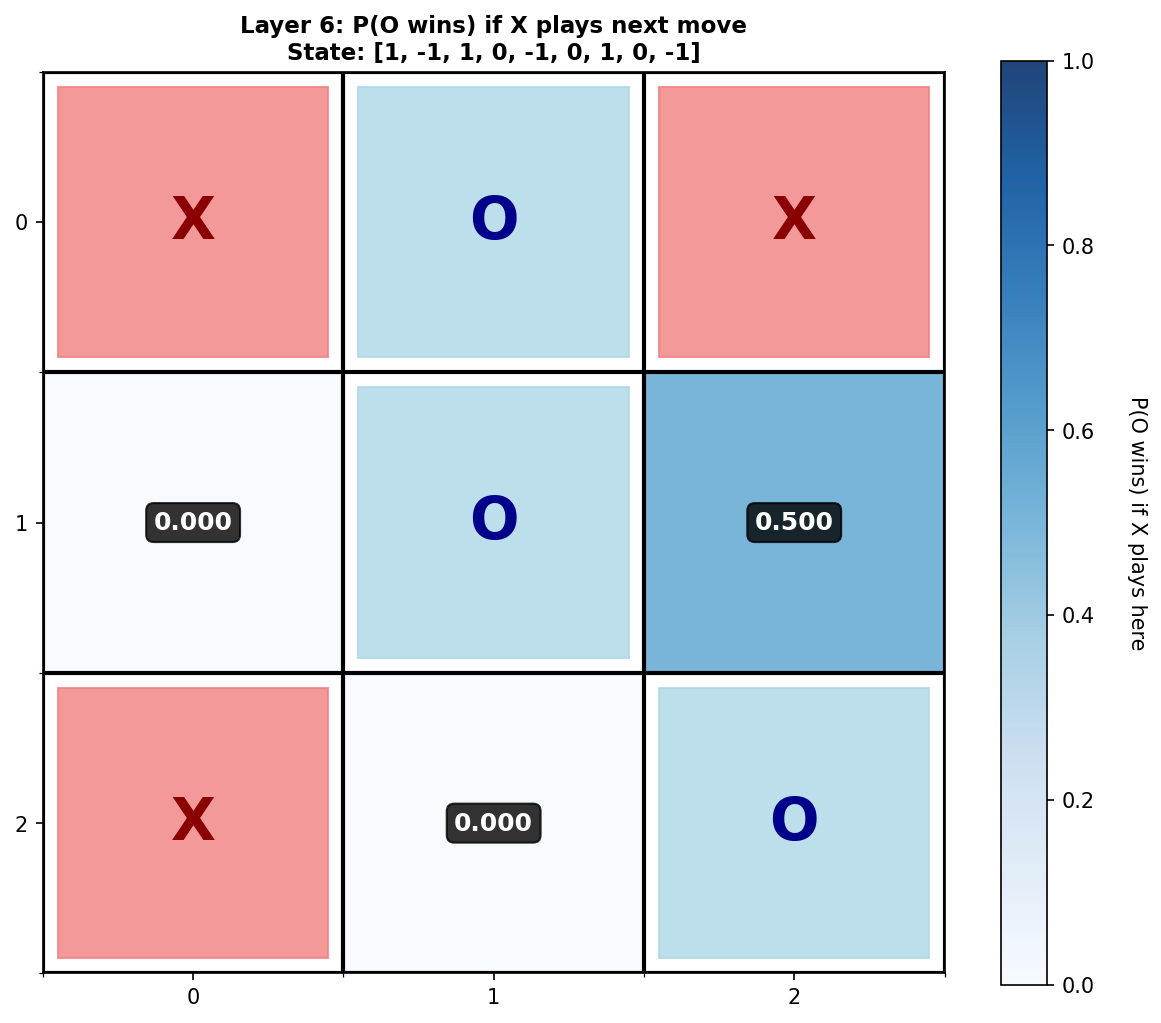 Layer 6: P(O wins) if X plays next move
State: [1, -1, 1, 0, -1, 0, 1, 0, -1]
1.0
0.8
0.6
0.4
0.2
0.0
P(O wins) if X plays here
0
X
O
X
1
0.000
O
0.500
2
X
0.000
O
0
1
2